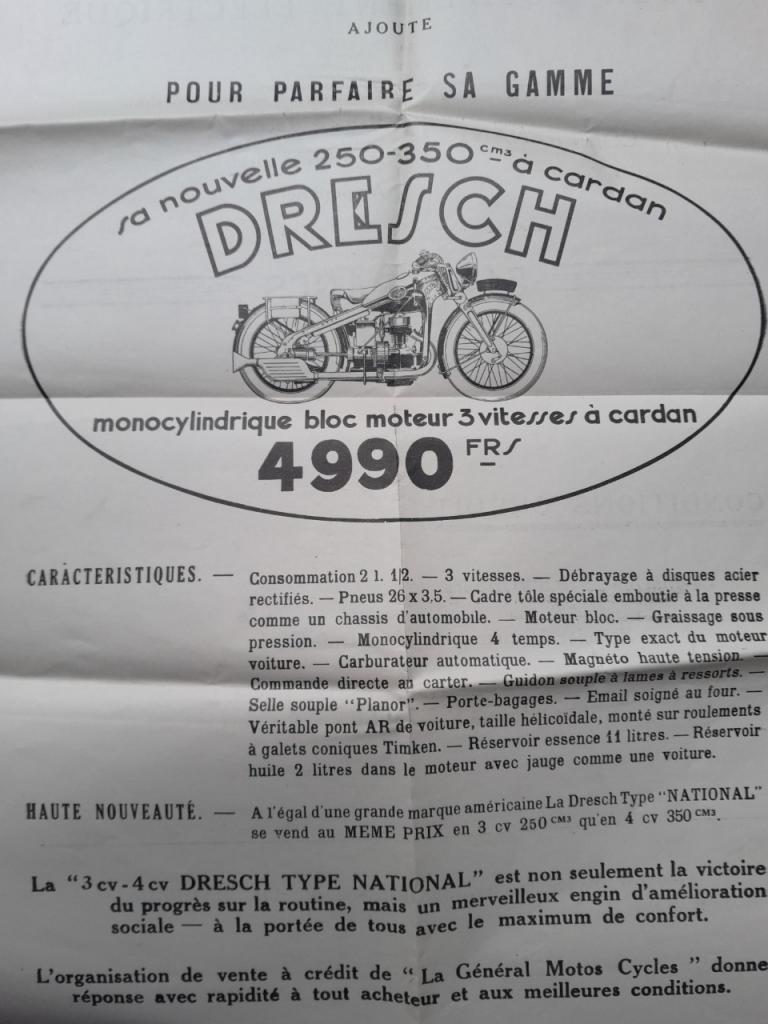 AJOUTE
POUR PARFAIRE SA GAMME
sa nouvelle 250-350 cm3 à cardan
DRESCH
monocylindrique bloc moteur 3 vitesses à cardan
4990 FRS
CARACTERISTIQUES. — Consommation 2 l. 1/2. — 3 vitesses. — Débrayage à disques acier
rectifiés. — Pneus 26 x 3,5. — Cadre tôle spéciale emboutie à la presse
comme un chassis d'automobile. — Moteur bloc. — Graissage sous
pression. — Monocylindrique 4 temps. — Type exact du moteur
voiture. — Carburateur automatique. — Magnéto haute tension. —
Commande directe au carter. — Guidon souple à lames à ressorts. —
Selle souple "Planor". — Porte-bagages. — Email soigné au four. —
Véritable pont AR de voiture, taille hélicoïdale, monté sur roulements
à galets coniques Timken. — Réservoir essence 11 litres. — Réservoir
huile 2 litres dans le moteur avec jauge comme une voiture.
HAUTE NOUVEAUTÉ. — A l'égal d'une grande marque américaine La Dresch Type "NATIONAL"
se vend au MEME PRIX en 3 cv 250 CM3 qu'en 4 cv 350 CM3.
La "3 cv - 4 cv DRESCH TYPE NATIONAL" est non seulement la victoire
du progrès sur la routine, mais un merveilleux engin d'amélioration
sociale — à la portée de tous avec le maximum de confort.
L'organisation de vente à crédit de "La Général Motos Cycles" donne
réponse avec rapidité à tout acheteur et aux meilleures conditions.